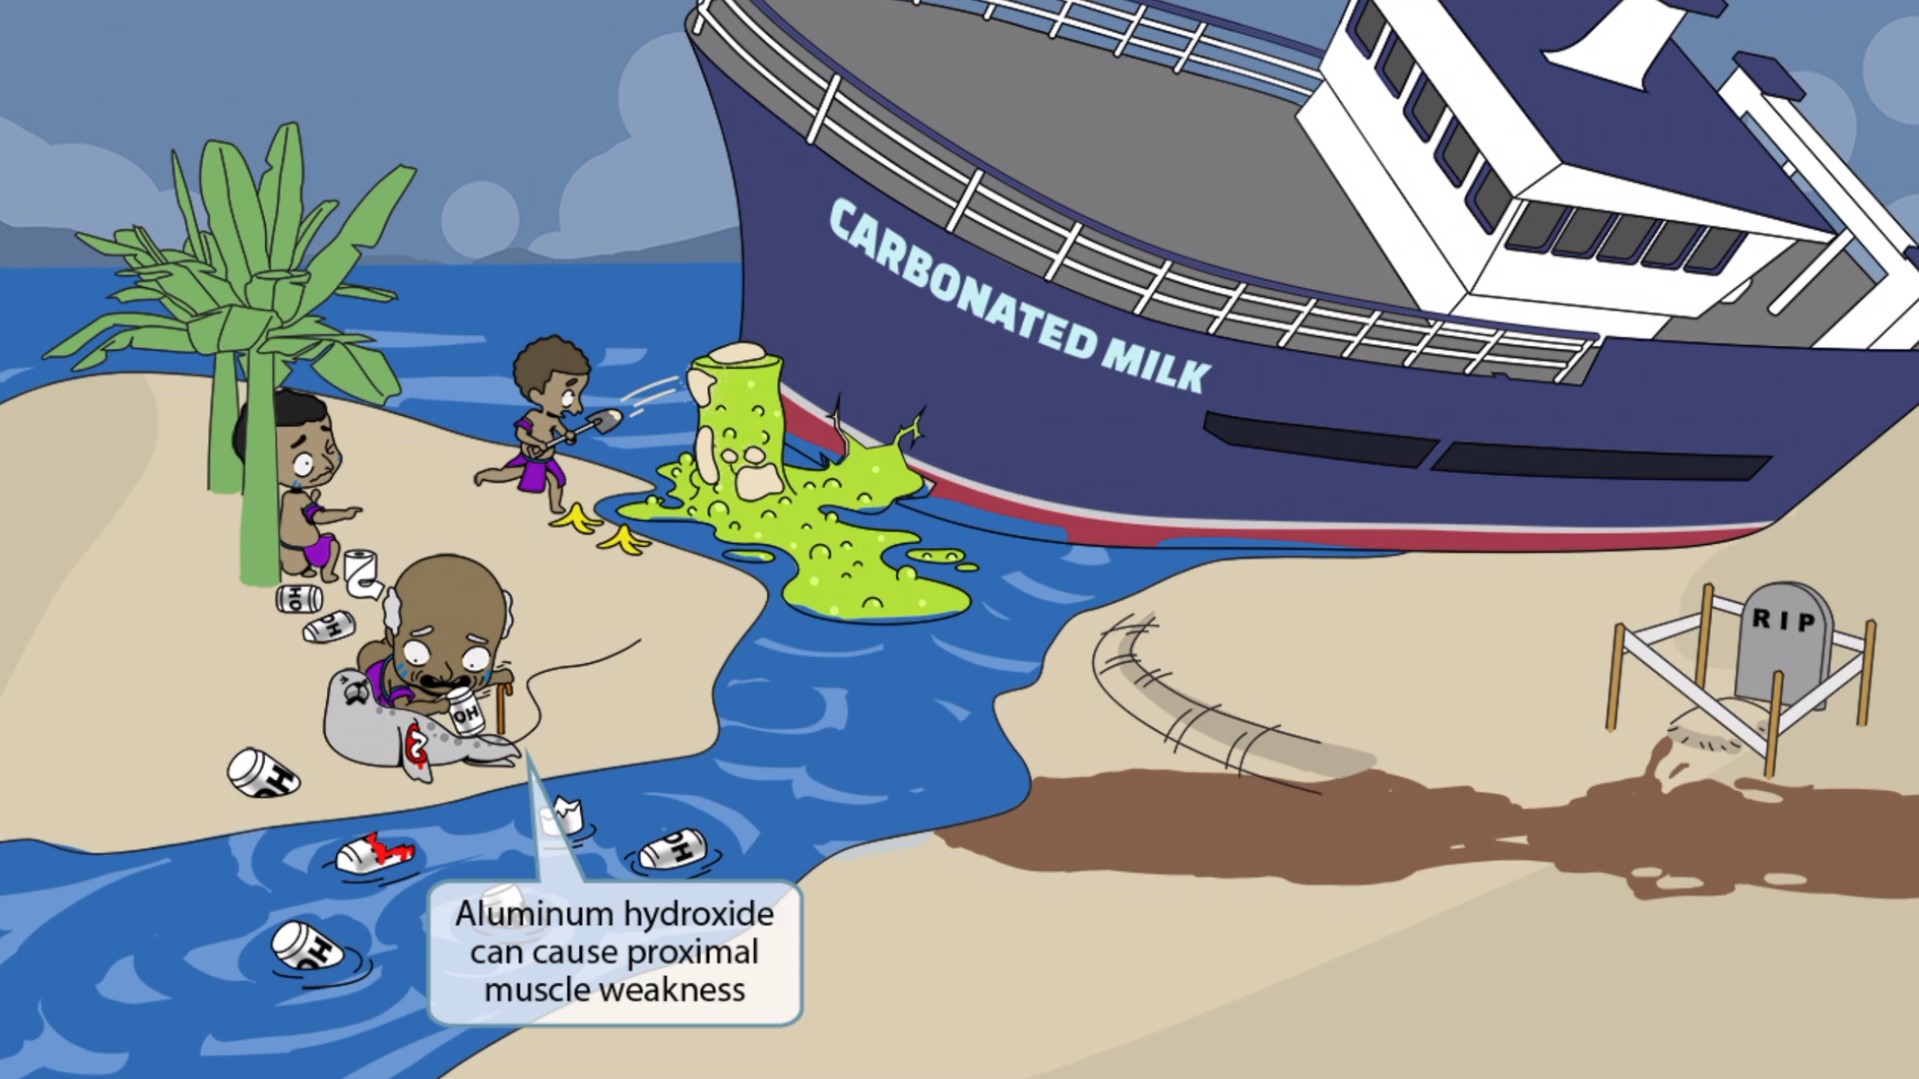 CARBONATED MILK
RIP
OH
OH
OH
OH
OH
OH
Aluminum hydroxide
can cause proximal
muscle weakness